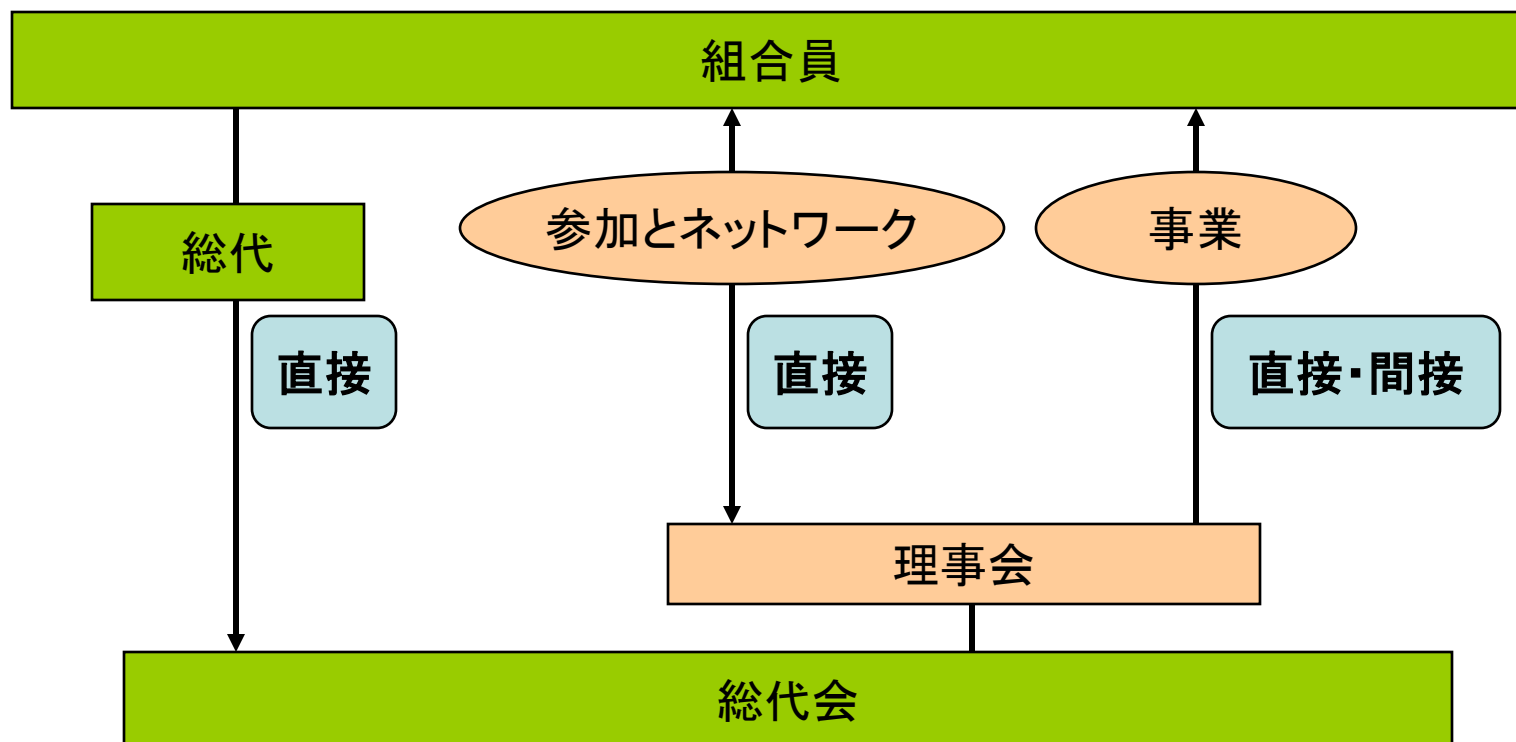 組合員
総代
参加とネットワーク
事業
直接
直接
直接・間接
理事会
総代会